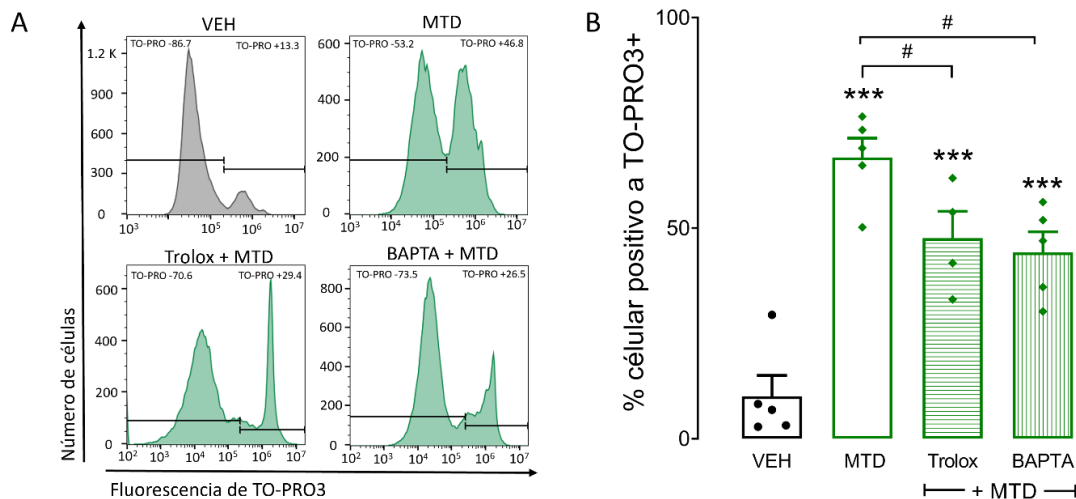 A
VEH
TO-PRO -86.7
TO-PRO +13.3
1.2 K
900
600
300
0
10³
10⁴
10⁵
10⁶
10⁷
MTD
TO-PRO -53.2
TO-PRO +46.8
600
400
200
0
10³
10⁴
10⁵
10⁶
10⁷
Trolox + MTD
TO-PRO -70.6
TO-PRO +29.4
600
400
200
0
10²
10³
10⁴
10⁵
10⁶
10⁷
BAPTA + MTD
TO-PRO -73.5
TO-PRO +26.5
800
600
400
200
0
10²
10³
10⁴
10⁵
10⁶
10⁷
Número de células
Fluorescencia de TO-PRO3
B
% célular positivo a TO-PRO3+
100
50
0
#
#
***
***
***
VEH
MTD
Trolox
BAPTA
+ MTD